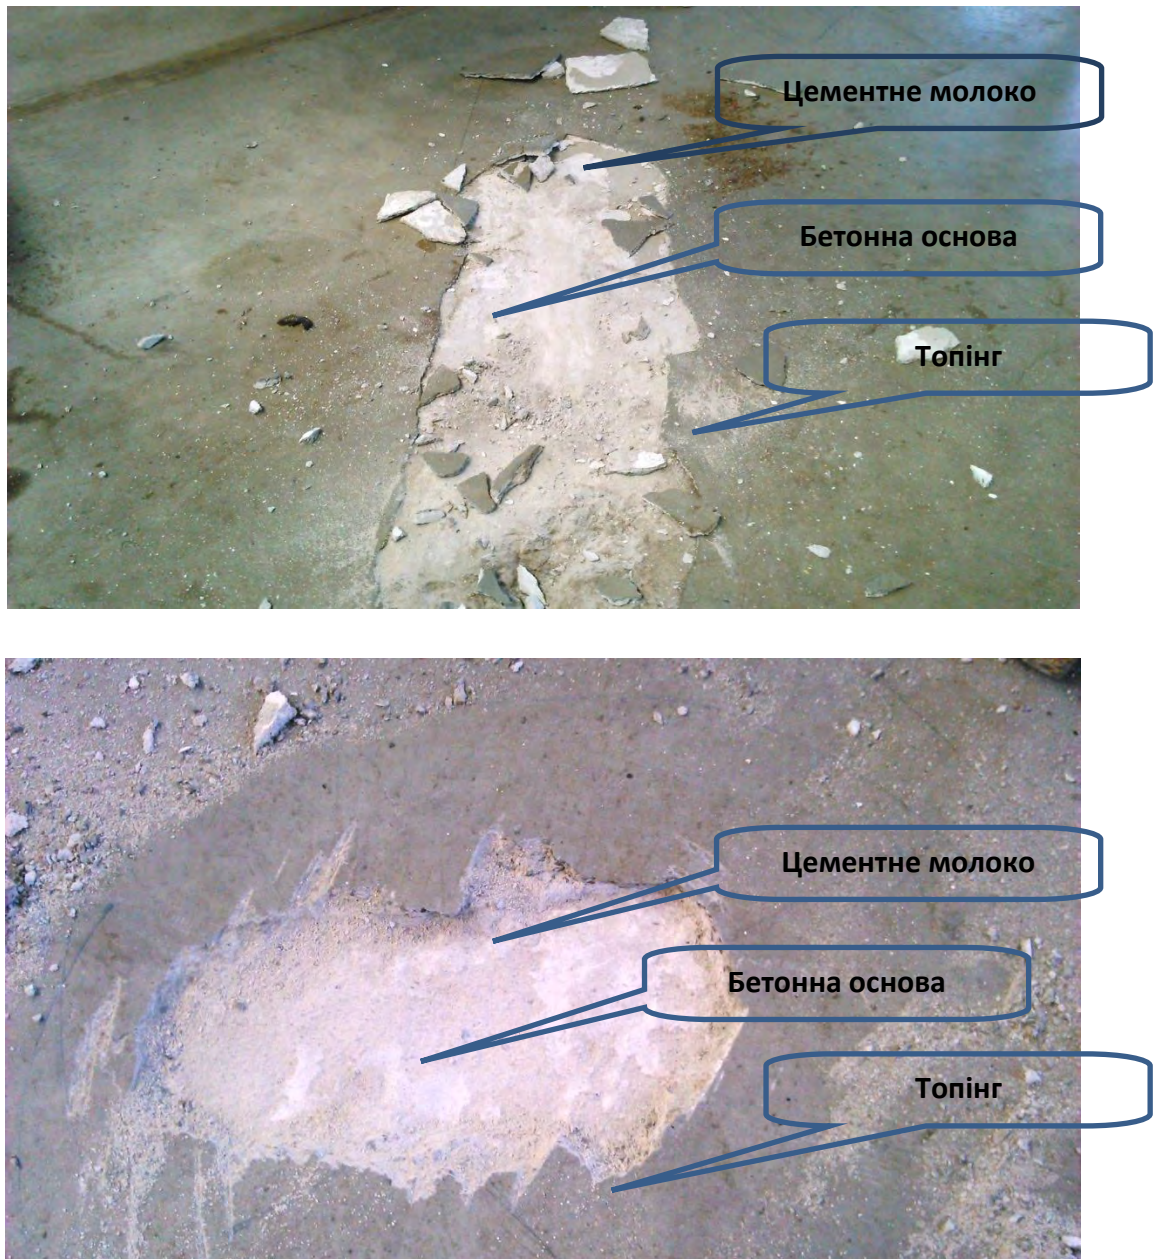 Цементне молоко
Бетонна основа
Топінг
Цементне молоко
Бетонна основа
Топінг